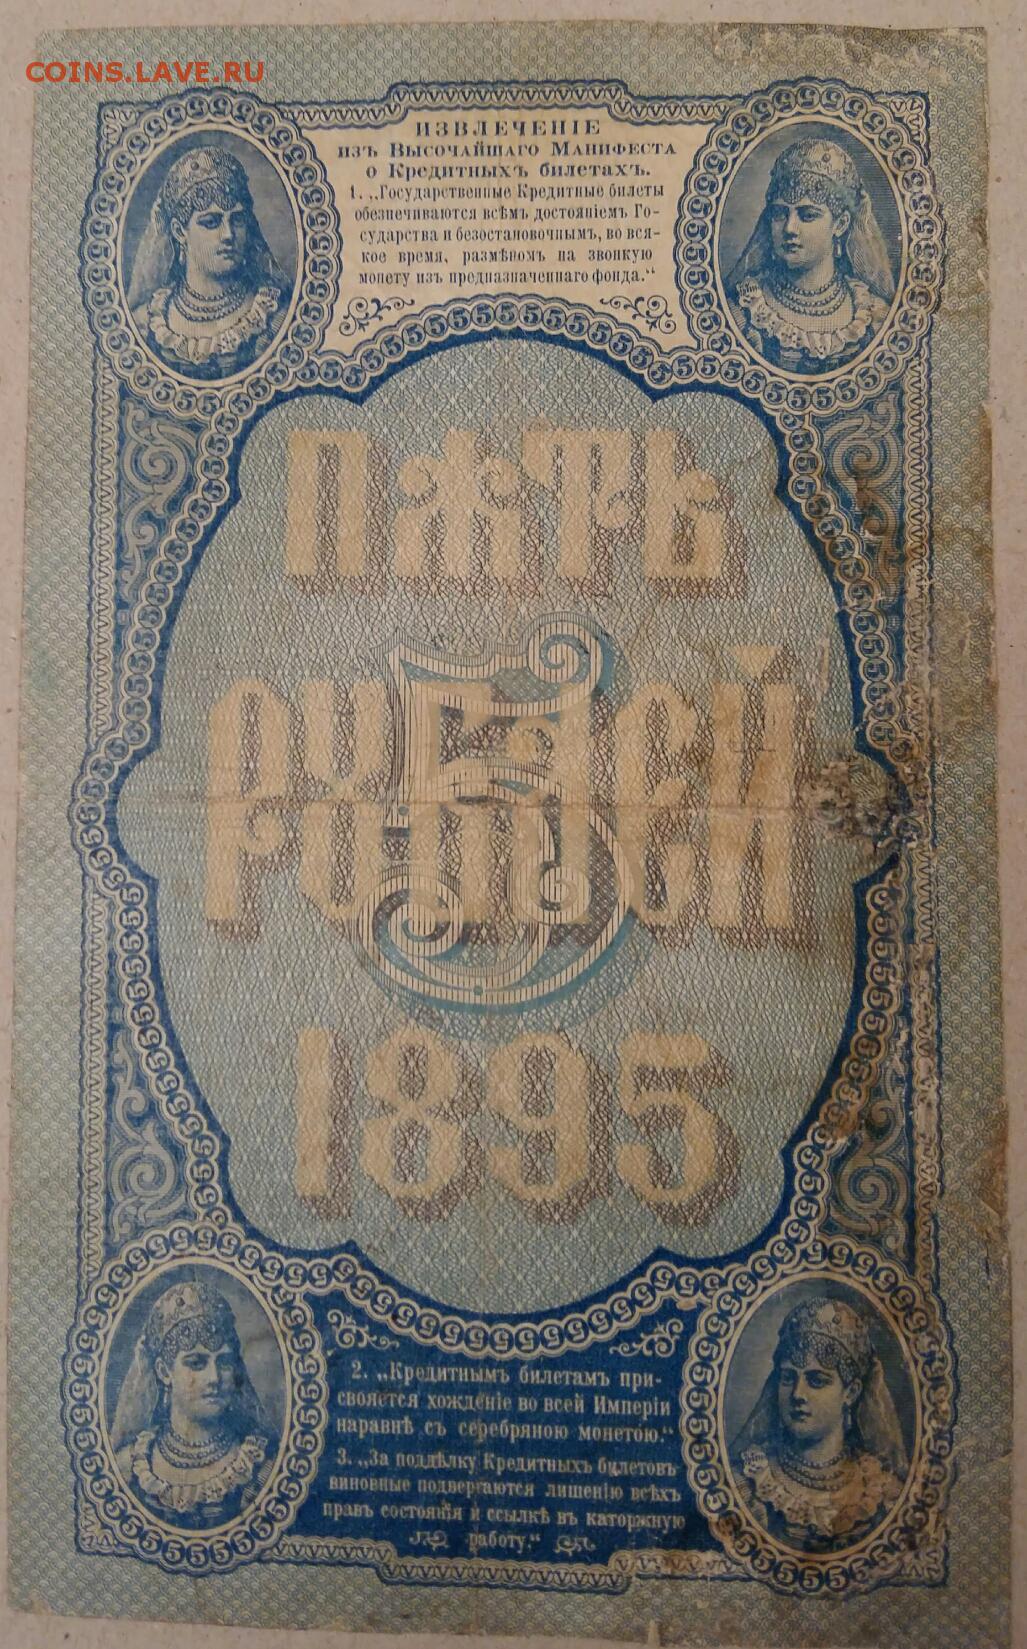 COINS.LAVE.RU
ИЗВЛЕЧЕНІЕ
изъ Высочайшаго Манифеста
о Кредитныхъ билетахъ.
1. „Государственные Кредитные билеты
обезпечиваются всѣмъ достояніемъ Го-
сударства и безостановочнымъ, во вся-
кое время, размѣномъ на звонкую
монету изъ предназначеннаго фонда.“
ПѦТЬ
РУБЛЕЙ
5
1895
2. „Кредитнымъ билетамъ при-
свояется хожденіе во всей Имперіи
наравнѣ съ серебряною монетою.“
3. „За поддѣлку Кредитныхъ билетовъ
виновные подвергаются лишенію всѣхъ
правъ состоянія и ссылкѣ въ каторжную
работу.“